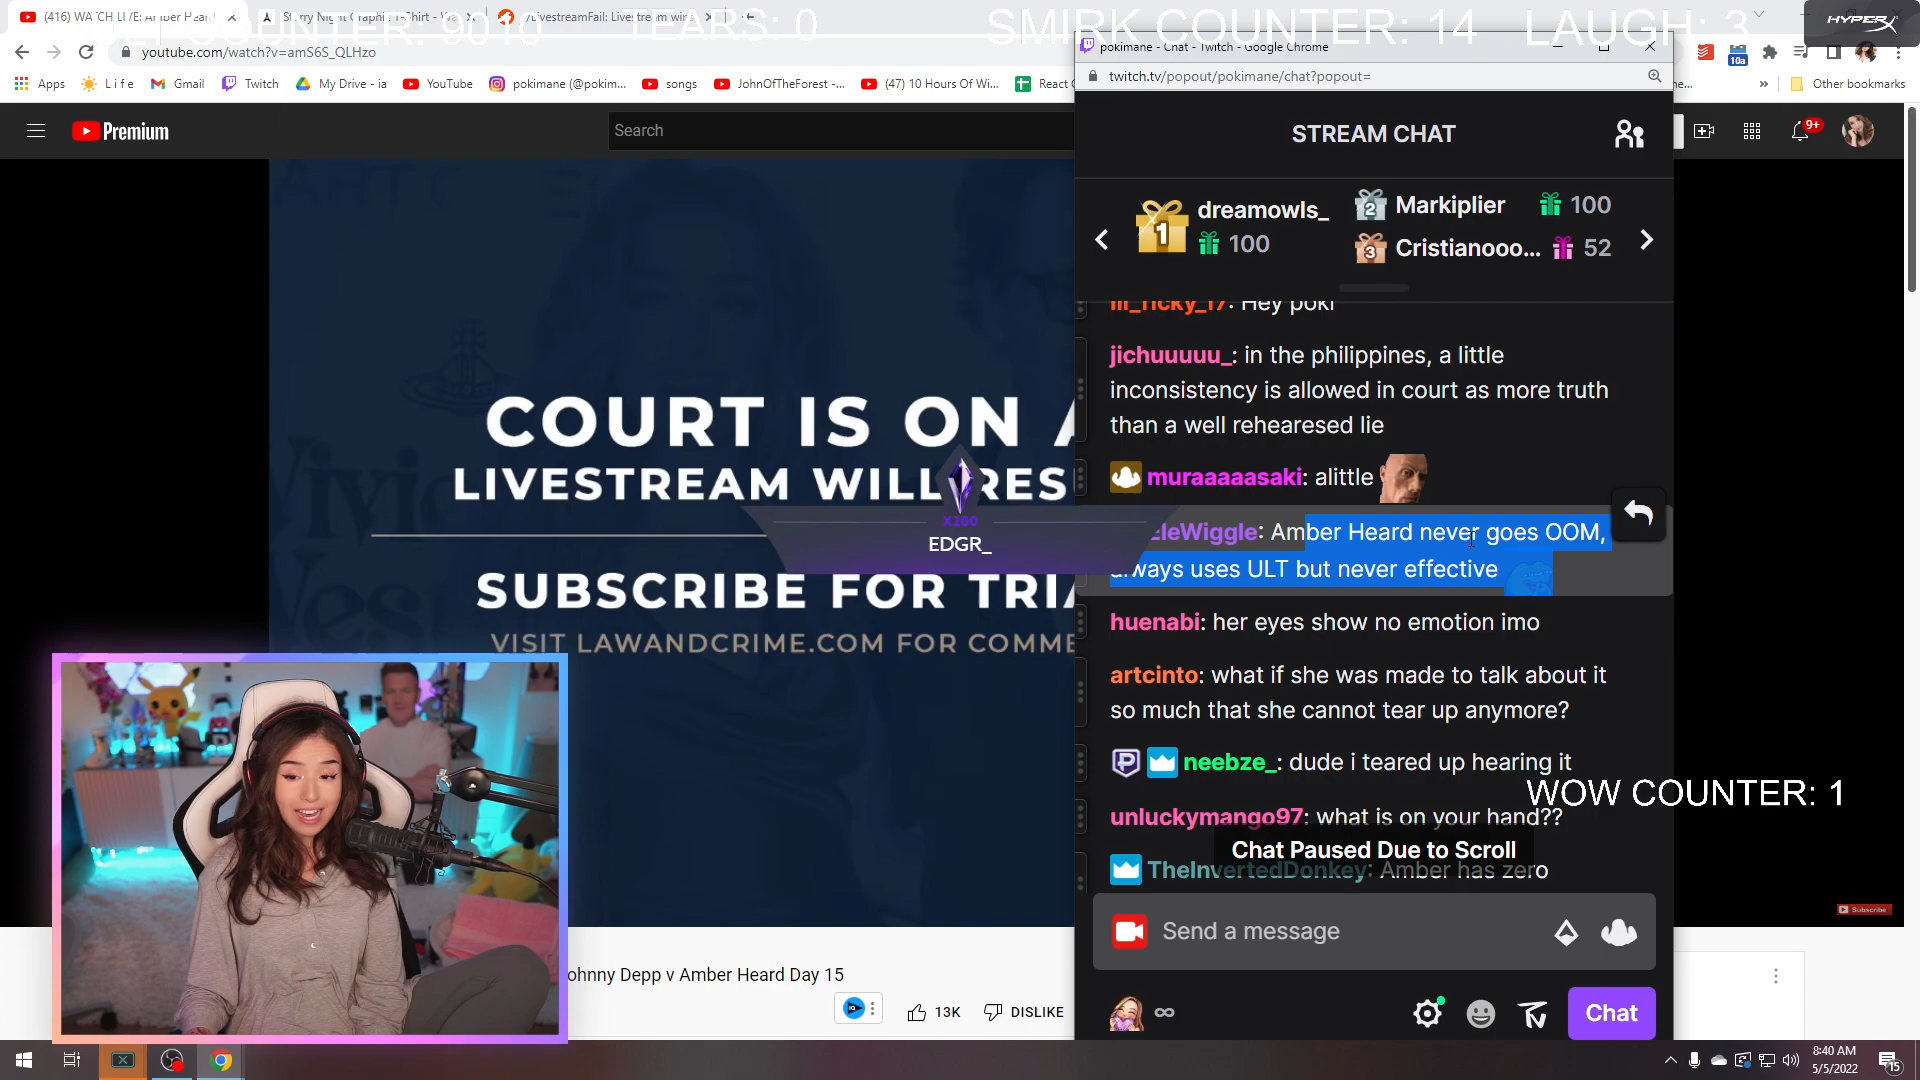 COUNTER: 9010
TEARS: 0
SMIRK COUNTER: 14
LAUGH: 3
HYPERX
(416) WATCH LIVE: Amber Heard
Starry Night Graphic T-Shirt
/LivestreamFail: Livestream wins
youtube.com/watch?v=amS6S_QLHzo
Apps
Life
Gmail
Twitch
My Drive - ia
YouTube
pokimane (@pokim...
songs
JohnOfTheForest -...
(47) 10 Hours Of Wi...
React
»
Other bookmarks
10a
Premium
Search
9+
pokimane - Chat - Twitch - Google Chrome
twitch.tv/popout/pokimane/chat?popout=
STREAM CHAT
1
dreamowls_
100
2
Markiplier
100
3
Cristianooo...
52
lil_ricky_17: Hey poki
jichuuuuu_: in the philippines, a little
inconsistency is allowed in court as more truth
than a well rehearesed lie
muraaaaasaki: alittle
leWiggle: Amber Heard never goes OOM,
always uses ULT but never effective
huenabi: her eyes show no emotion imo
artcinto: what if she was made to talk about it
so much that she cannot tear up anymore?
neebze_: dude i teared up hearing it
unluckymango97: what is on your hand??
Chat Paused Due to Scroll
TheInvertedDonkey: Amber has zero
WOW COUNTER: 1
Send a message
∞
Chat
COURT IS ON A
LIVESTREAM WILL RES
X200
EDGR_
SUBSCRIBE FOR TRIA
VISIT LAWANDCRIME.COM FOR COMME
Subscribe
ohnny Depp v Amber Heard Day 15
13K
DISLIKE
8:40 AM
5/5/2022
15